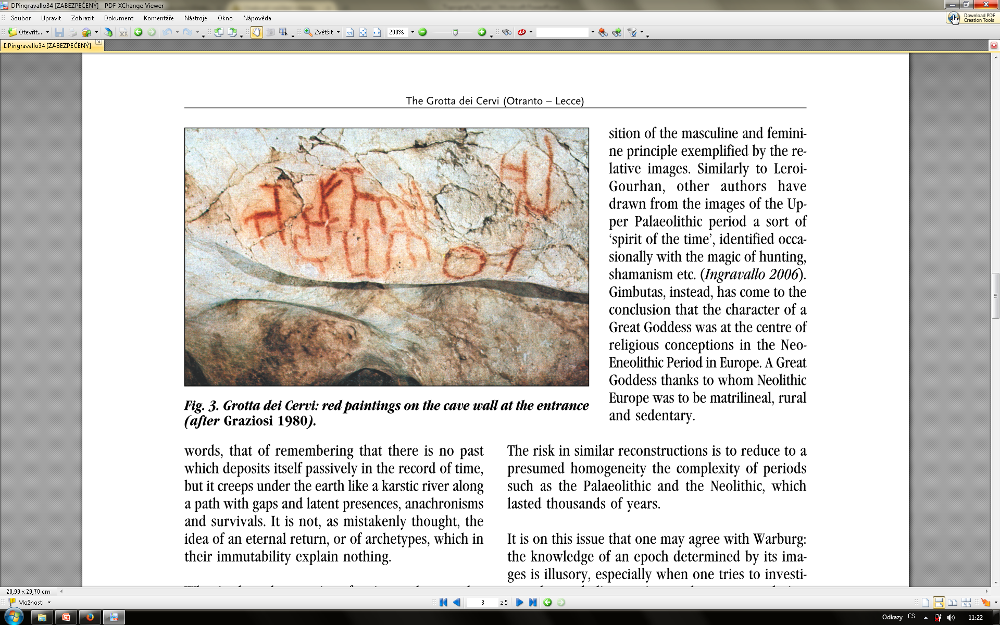 DPingravallo34 [ZABEZPEČENÝ] - PDF-XChange Viewer
Soubor Upravit Zobrazit Dokument Komentáře Nástroje Okno Nápověda
Download PDF
Creation Tools
Otevřít... OCR Zvětšit 1:1 200% Ask
DPingravallo34 [ZABEZPEČENÝ]
The Grotta dei Cervi (Otranto – Lecce)
Fig. 3. Grotta dei Cervi: red paintings on the cave wall at the entrance
(after Graziosi 1980).
words, that of remembering that there is no past
which deposits itself passively in the record of time,
but it creeps under the earth like a karstic river along
a path with gaps and latent presences, anachronisms
and survivals. It is not, as mistakenly thought, the
idea of an eternal return, or of archetypes, which in
their immutability explain nothing.
sition of the masculine and femini-
ne principle exemplified by the re-
lative images. Similarly to Leroi-
Gourhan, other authors have
drawn from the images of the Up-
per Palaeolithic period a sort of
‘spirit of the time’, identified occa-
sionally with the magic of hunting,
shamanism etc. (Ingravallo 2006).
Gimbutas, instead, has come to the
conclusion that the character of a
Great Goddess was at the centre of
religious conceptions in the Neo-
Eneolithic Period in Europe. A Great
Goddess thanks to whom Neolithic
Europe was to be matrilineal, rural
and sedentary.
The risk in similar reconstructions is to reduce to a
presumed homogeneity the complexity of periods
such as the Palaeolithic and the Neolithic, which
lasted thousands of years.
It is on this issue that one may agree with Warburg:
the knowledge of an epoch determined by its ima-
ges is illusory, especially when one tries to investi-
20,99 x 29,70 cm
Možnosti 3 z 5
Odkazy CS 11:22